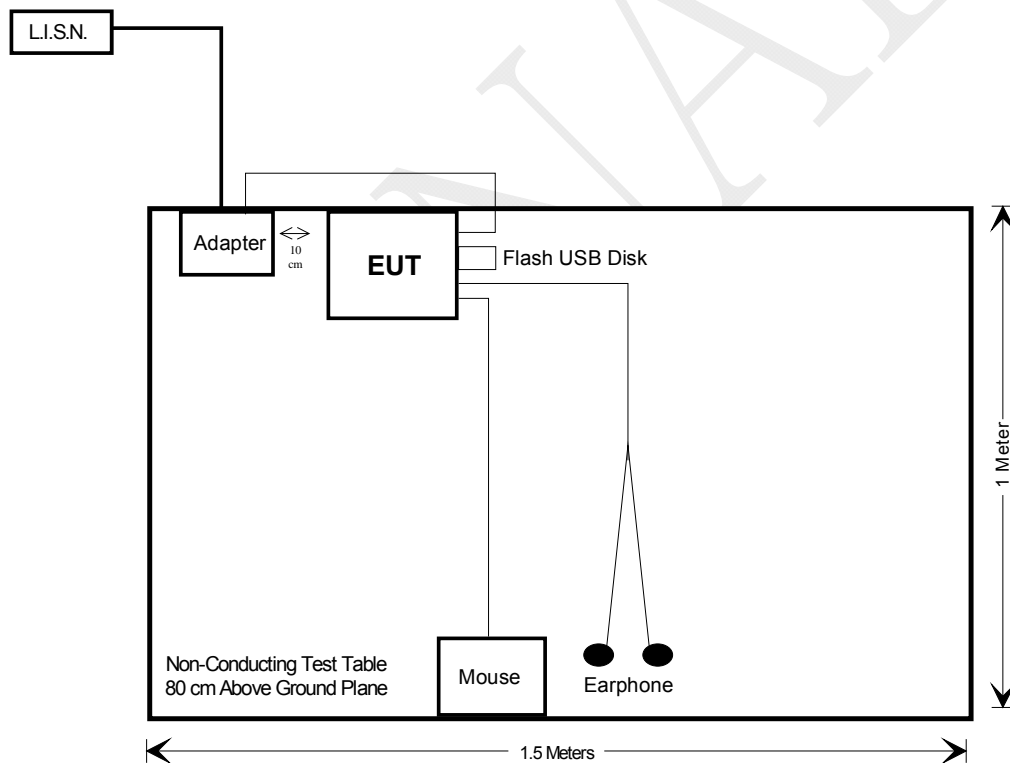 L.I.S.N.
Adapter
10
cm
EUT
Flash USB Disk
1 Meter
Non-Conducting Test Table
80 cm Above Ground Plane
Mouse
Earphone
1.5 Meters